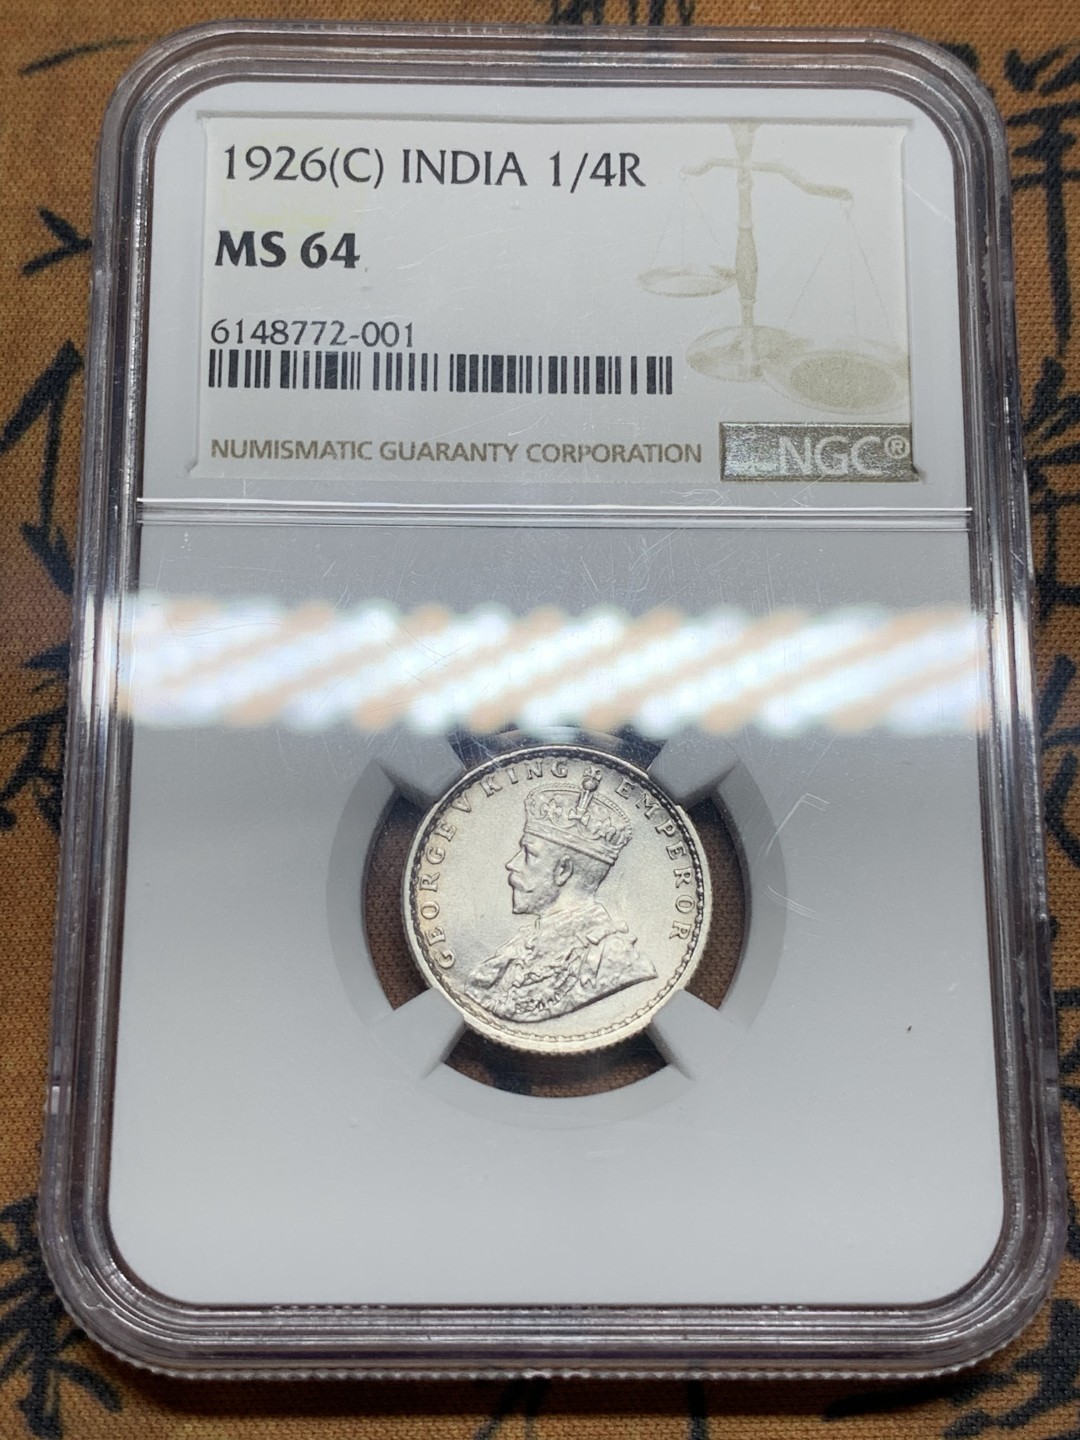 1926(C) INDIA 1/4R
MS 64
6148772-001
NUMISMATIC GUARANTY CORPORATION
NGC®
GEORGE V KING EMPEROR